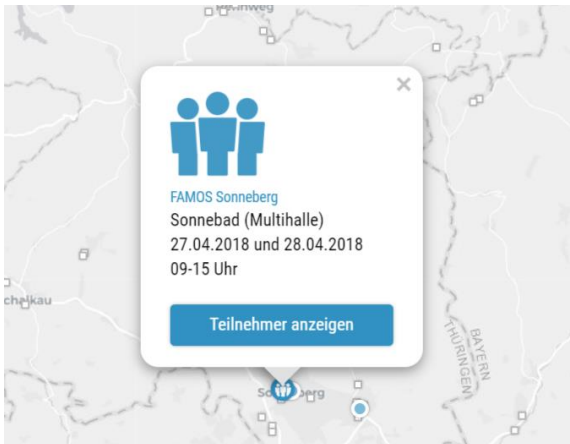 FAMOS Sonneberg
Sonnebad (Multihalle)
27.04.2018 und 28.04.2018
09-15 Uhr
Teilnehmer anzeigen
THÜRINGEN
BAYERN